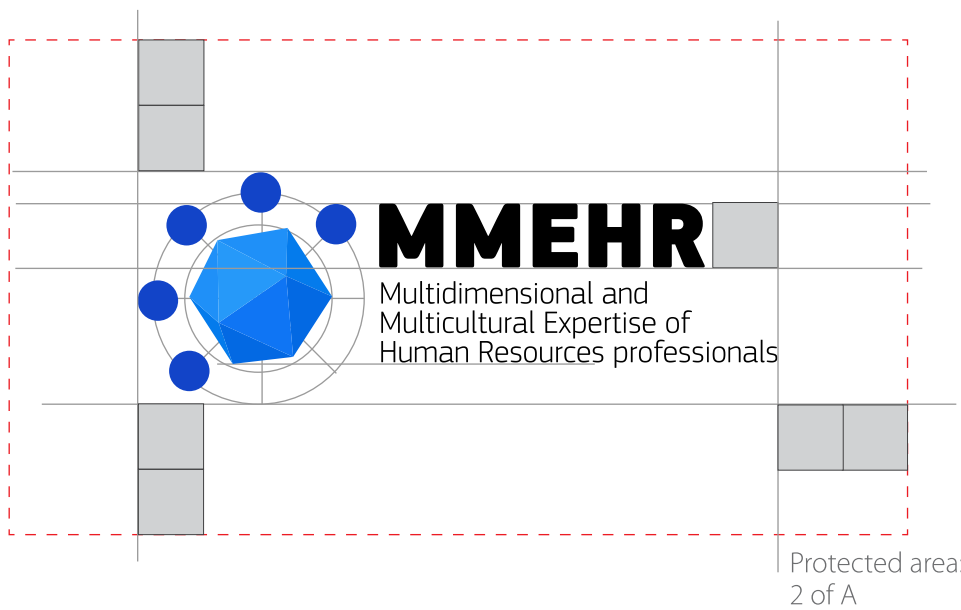 MMEHR
Multidimensional and
Multicultural Expertise of
Human Resources professionals
Protected area:
2 of A